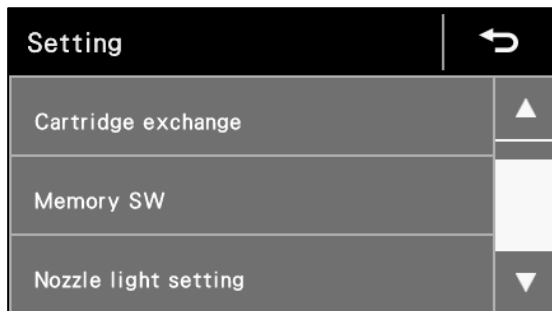 Setting
Cartridge exchange
Memory SW
Nozzle light setting